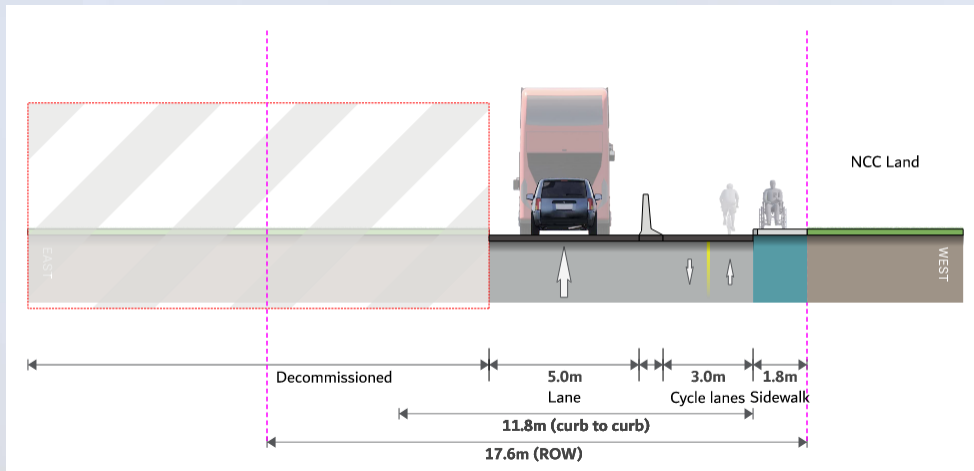 NCC Land
EAST
WEST
Decommissioned
5.0m
Lane
3.0m
Cycle lanes
1.8m
Sidewalk
11.8m (curb to curb)
17.6m (ROW)